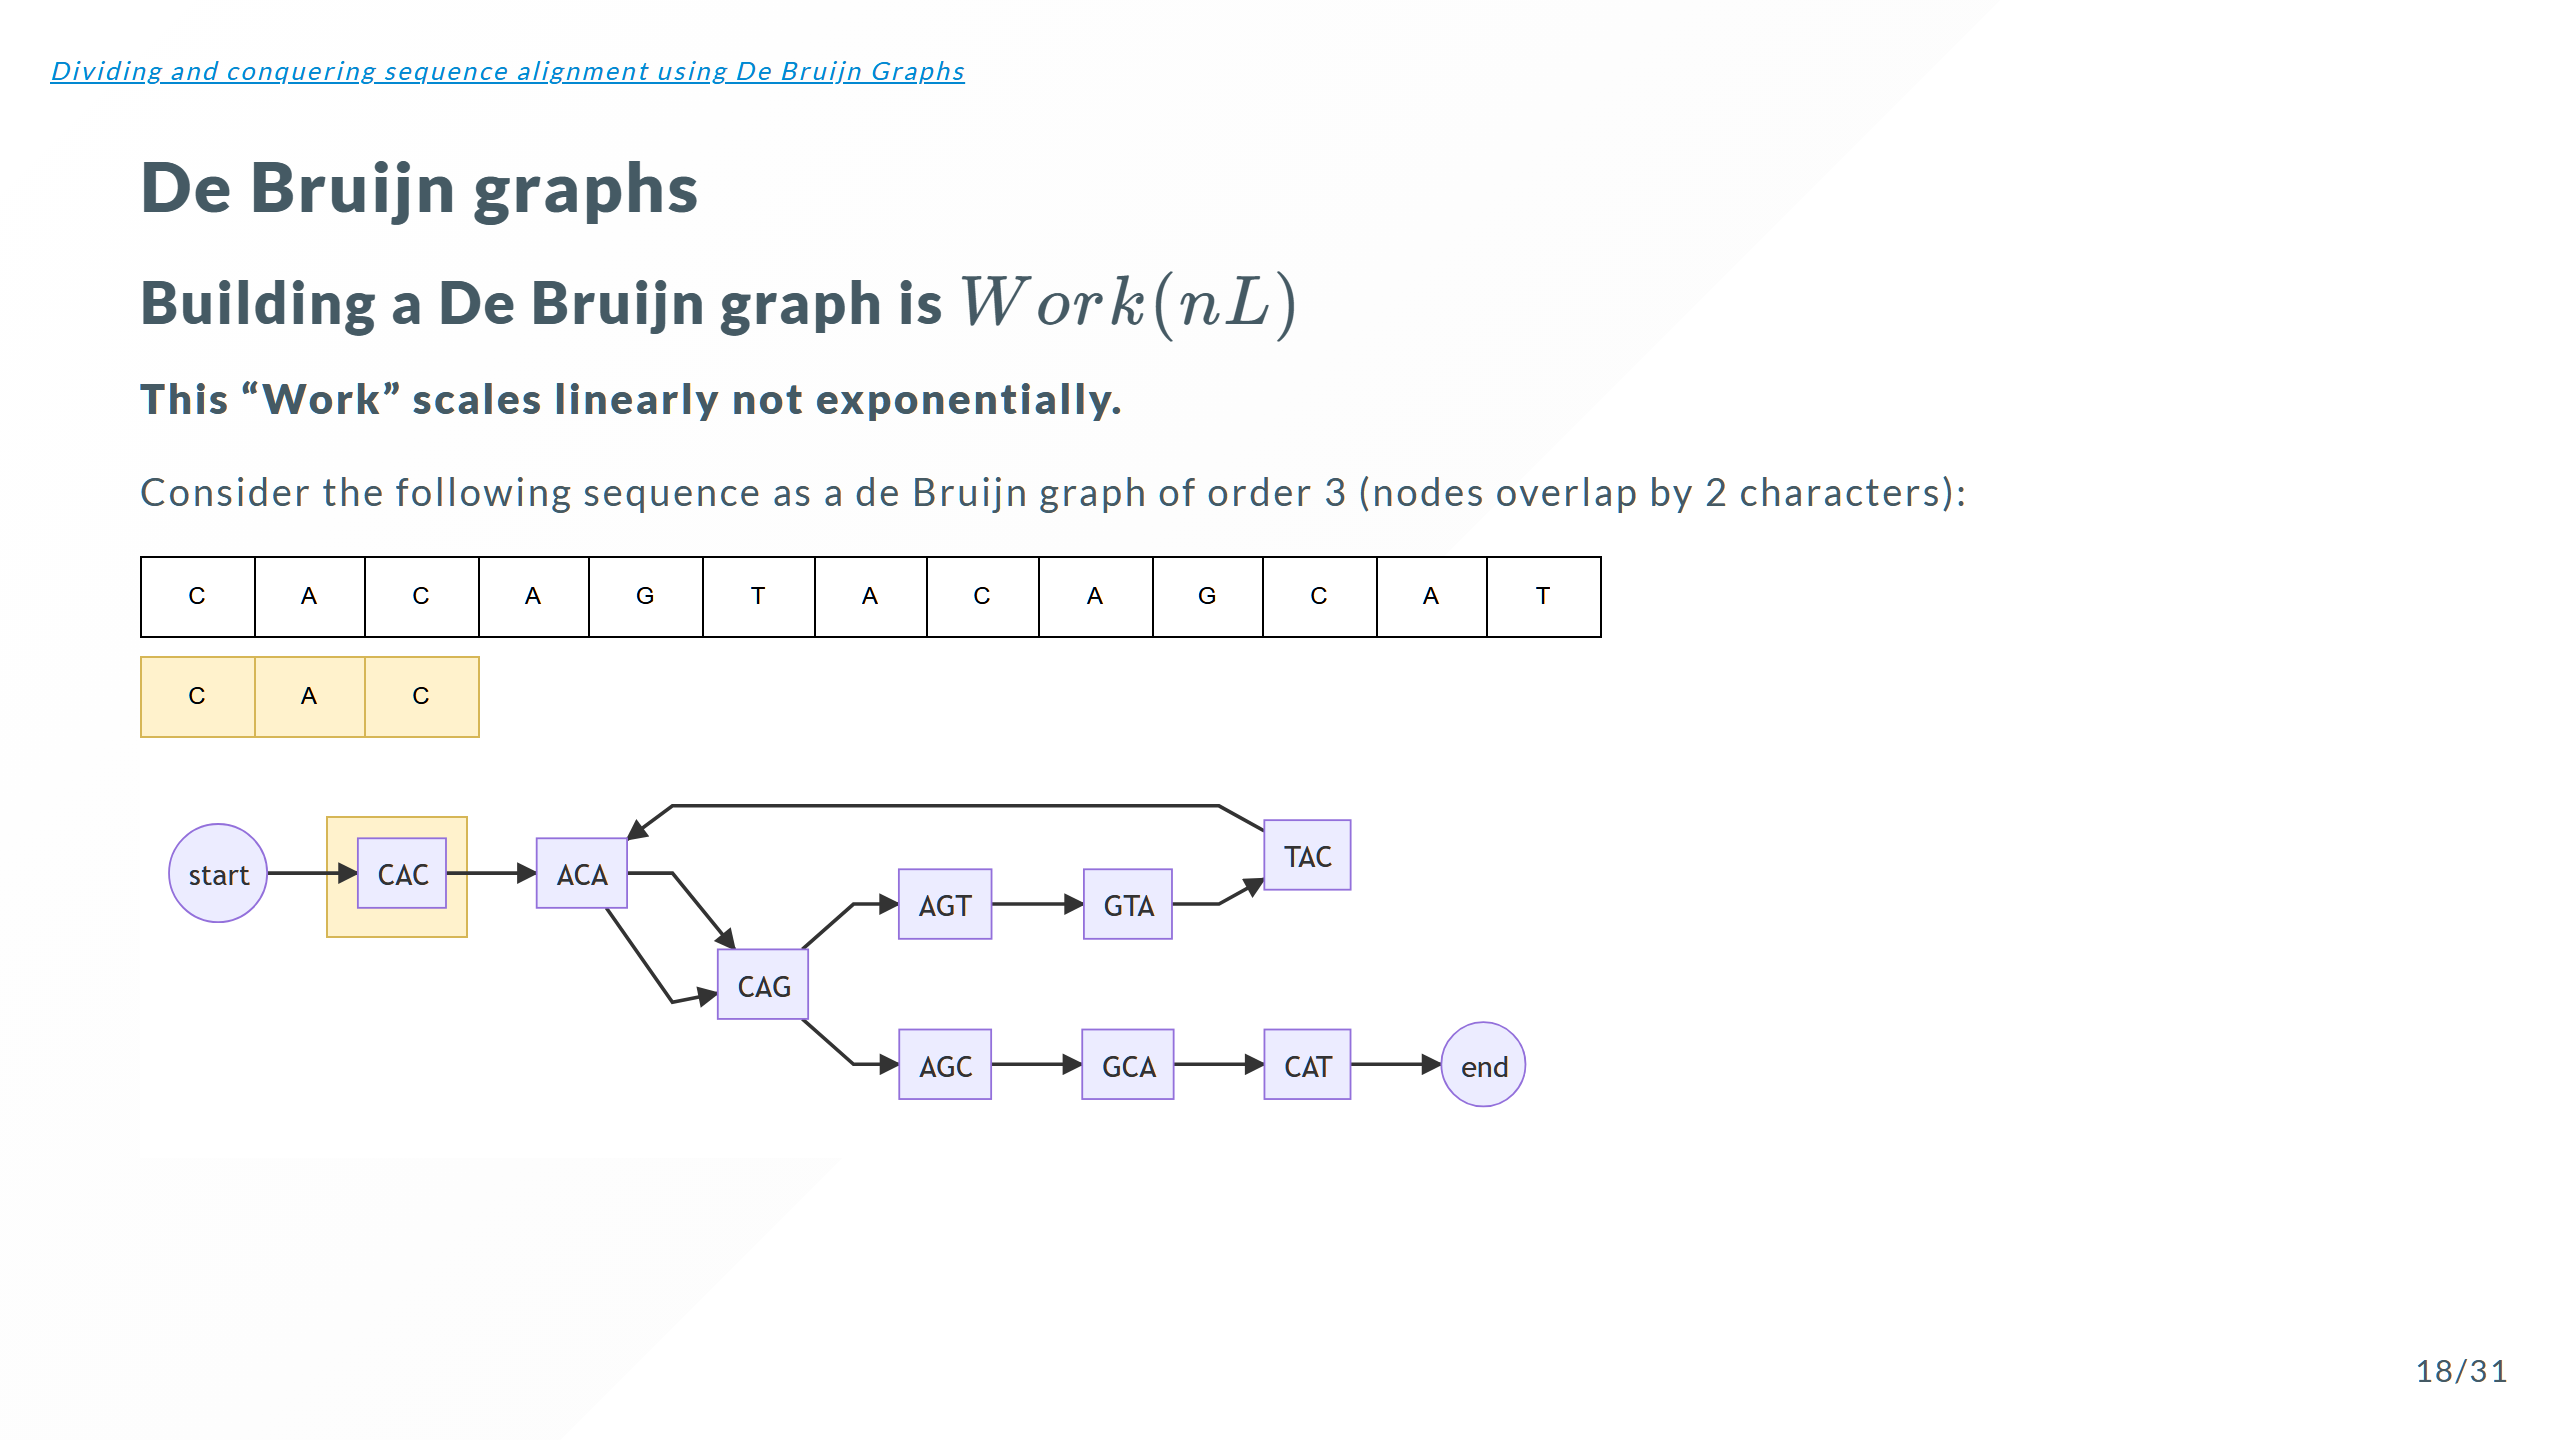 Dividing and conquering sequence alignment using De Bruijn Graphs
De Bruijn graphs
Building a De Bruijn graph is Work(nL)
This “Work” scales linearly not exponentially.
Consider the following sequence as a de Bruijn graph of order 3 (nodes overlap by 2 characters):
C A C A G T A C A G C A T
C A C
start CAC ACA TAC
AGT GTA
CAG
AGC GCA CAT end
18/31